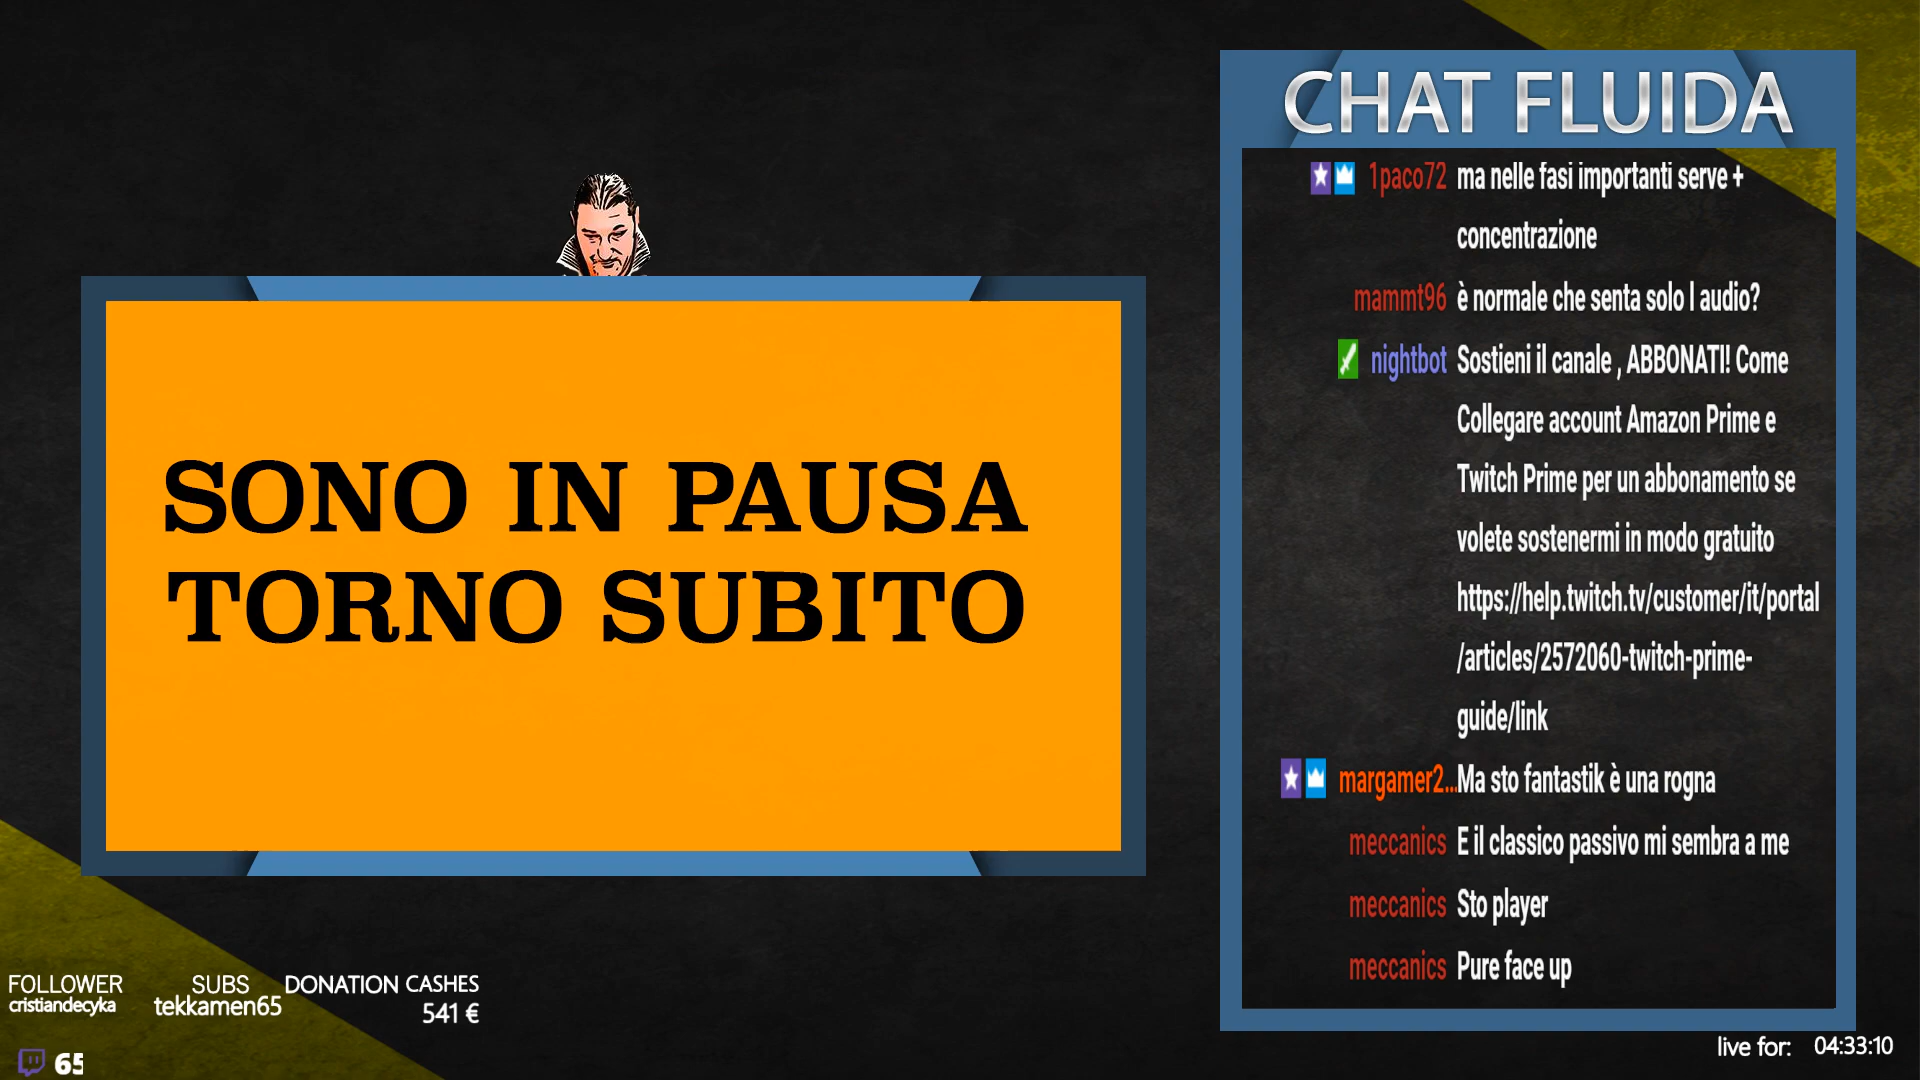 CHAT FLUIDA
1paco72 ma nelle fasi importanti serve +
concentrazione
mammt96 è normale che senta solo l audio?
nightbot Sostieni il canale , ABBONATI! Come
Collegare account Amazon Prime e
Twitch Prime per un abbonamento se
volete sostenermi in modo gratuito
https://help.twitch.tv/customer/it/portal
/articles/2572060-twitch-prime-
guide/link
margamer2... Ma sto fantastik è una rogna
meccanics E il classico passivo mi sembra a me
meccanics Sto player
meccanics Pure face up
SONO IN PAUSA
TORNO SUBITO
FOLLOWER SUBS DONATION CASHES
cristiandecyka tekkamen65 541 €
65
live for: 04:33:10